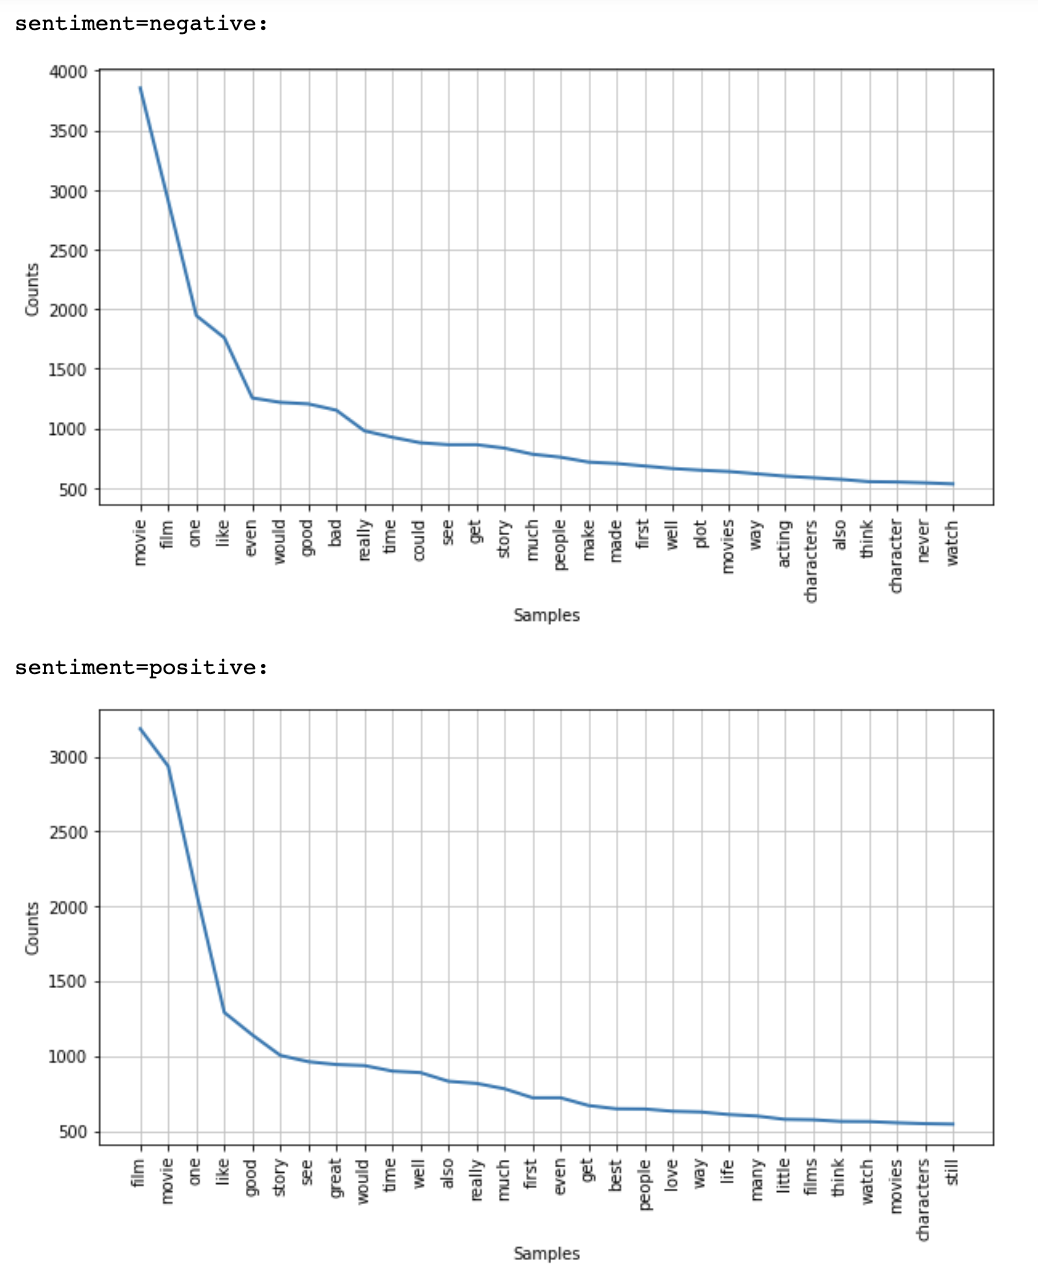 sentiment=negative:
4000
3500
3000
2500
2000
1500
1000
500
Counts
movie
film
one
like
even
would
good
bad
really
time
could
see
get
story
much
people
make
made
first
well
plot
movies
way
acting
characters
also
think
character
never
watch
Samples
sentiment=positive:
3000
2500
2000
1500
1000
500
Counts
film
movie
one
like
good
story
see
great
would
time
well
also
really
much
first
even
get
best
people
love
way
life
many
little
films
think
watch
movies
characters
still
Samples